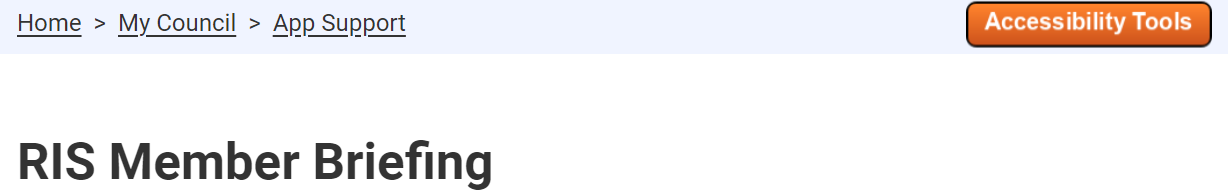 Home > My Council > App Support
Accessibility Tools
RIS Member Briefing